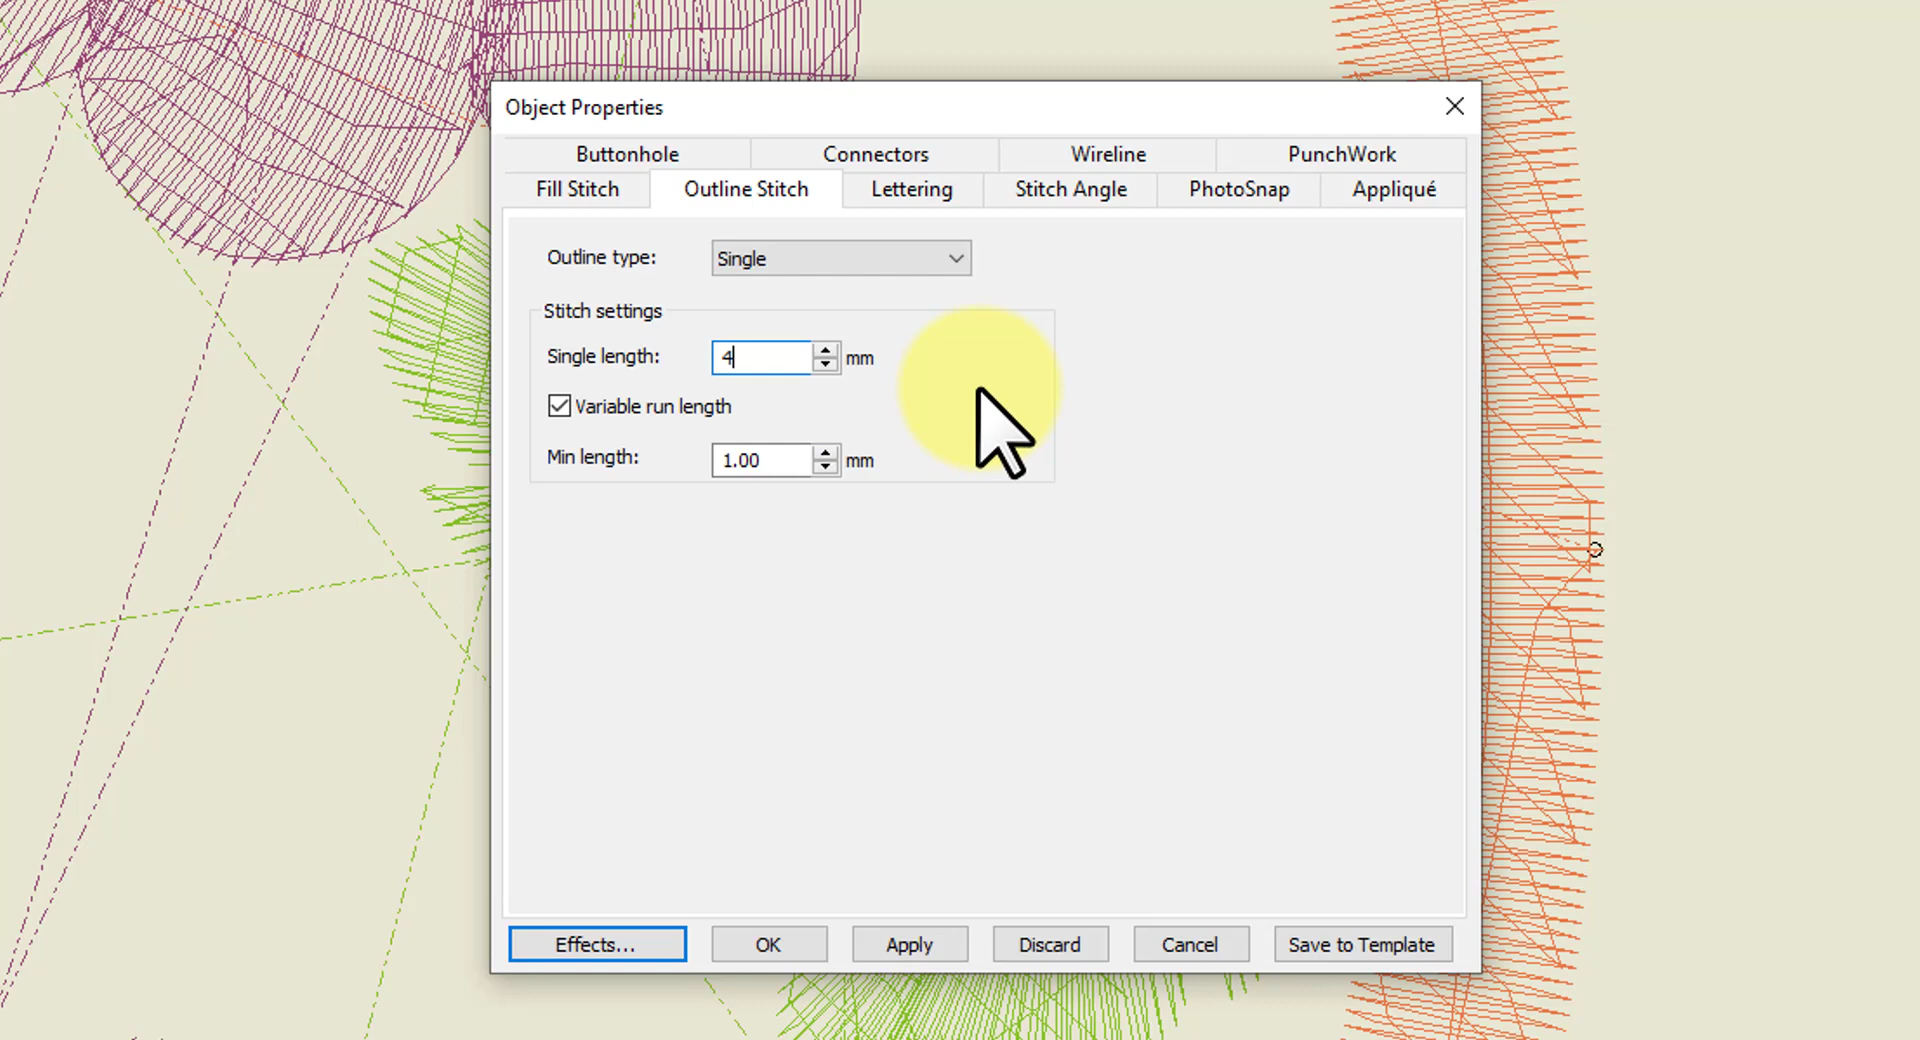 Object Properties
Buttonhole Connectors Wireline PunchWork
Fill Stitch Outline Stitch Lettering Stitch Angle PhotoSnap Appliqué
Outline type: Single
Stitch settings
Single length: 4 mm
Variable run length
Min length: 1.00 mm
Effects... OK Apply Discard Cancel Save to Template